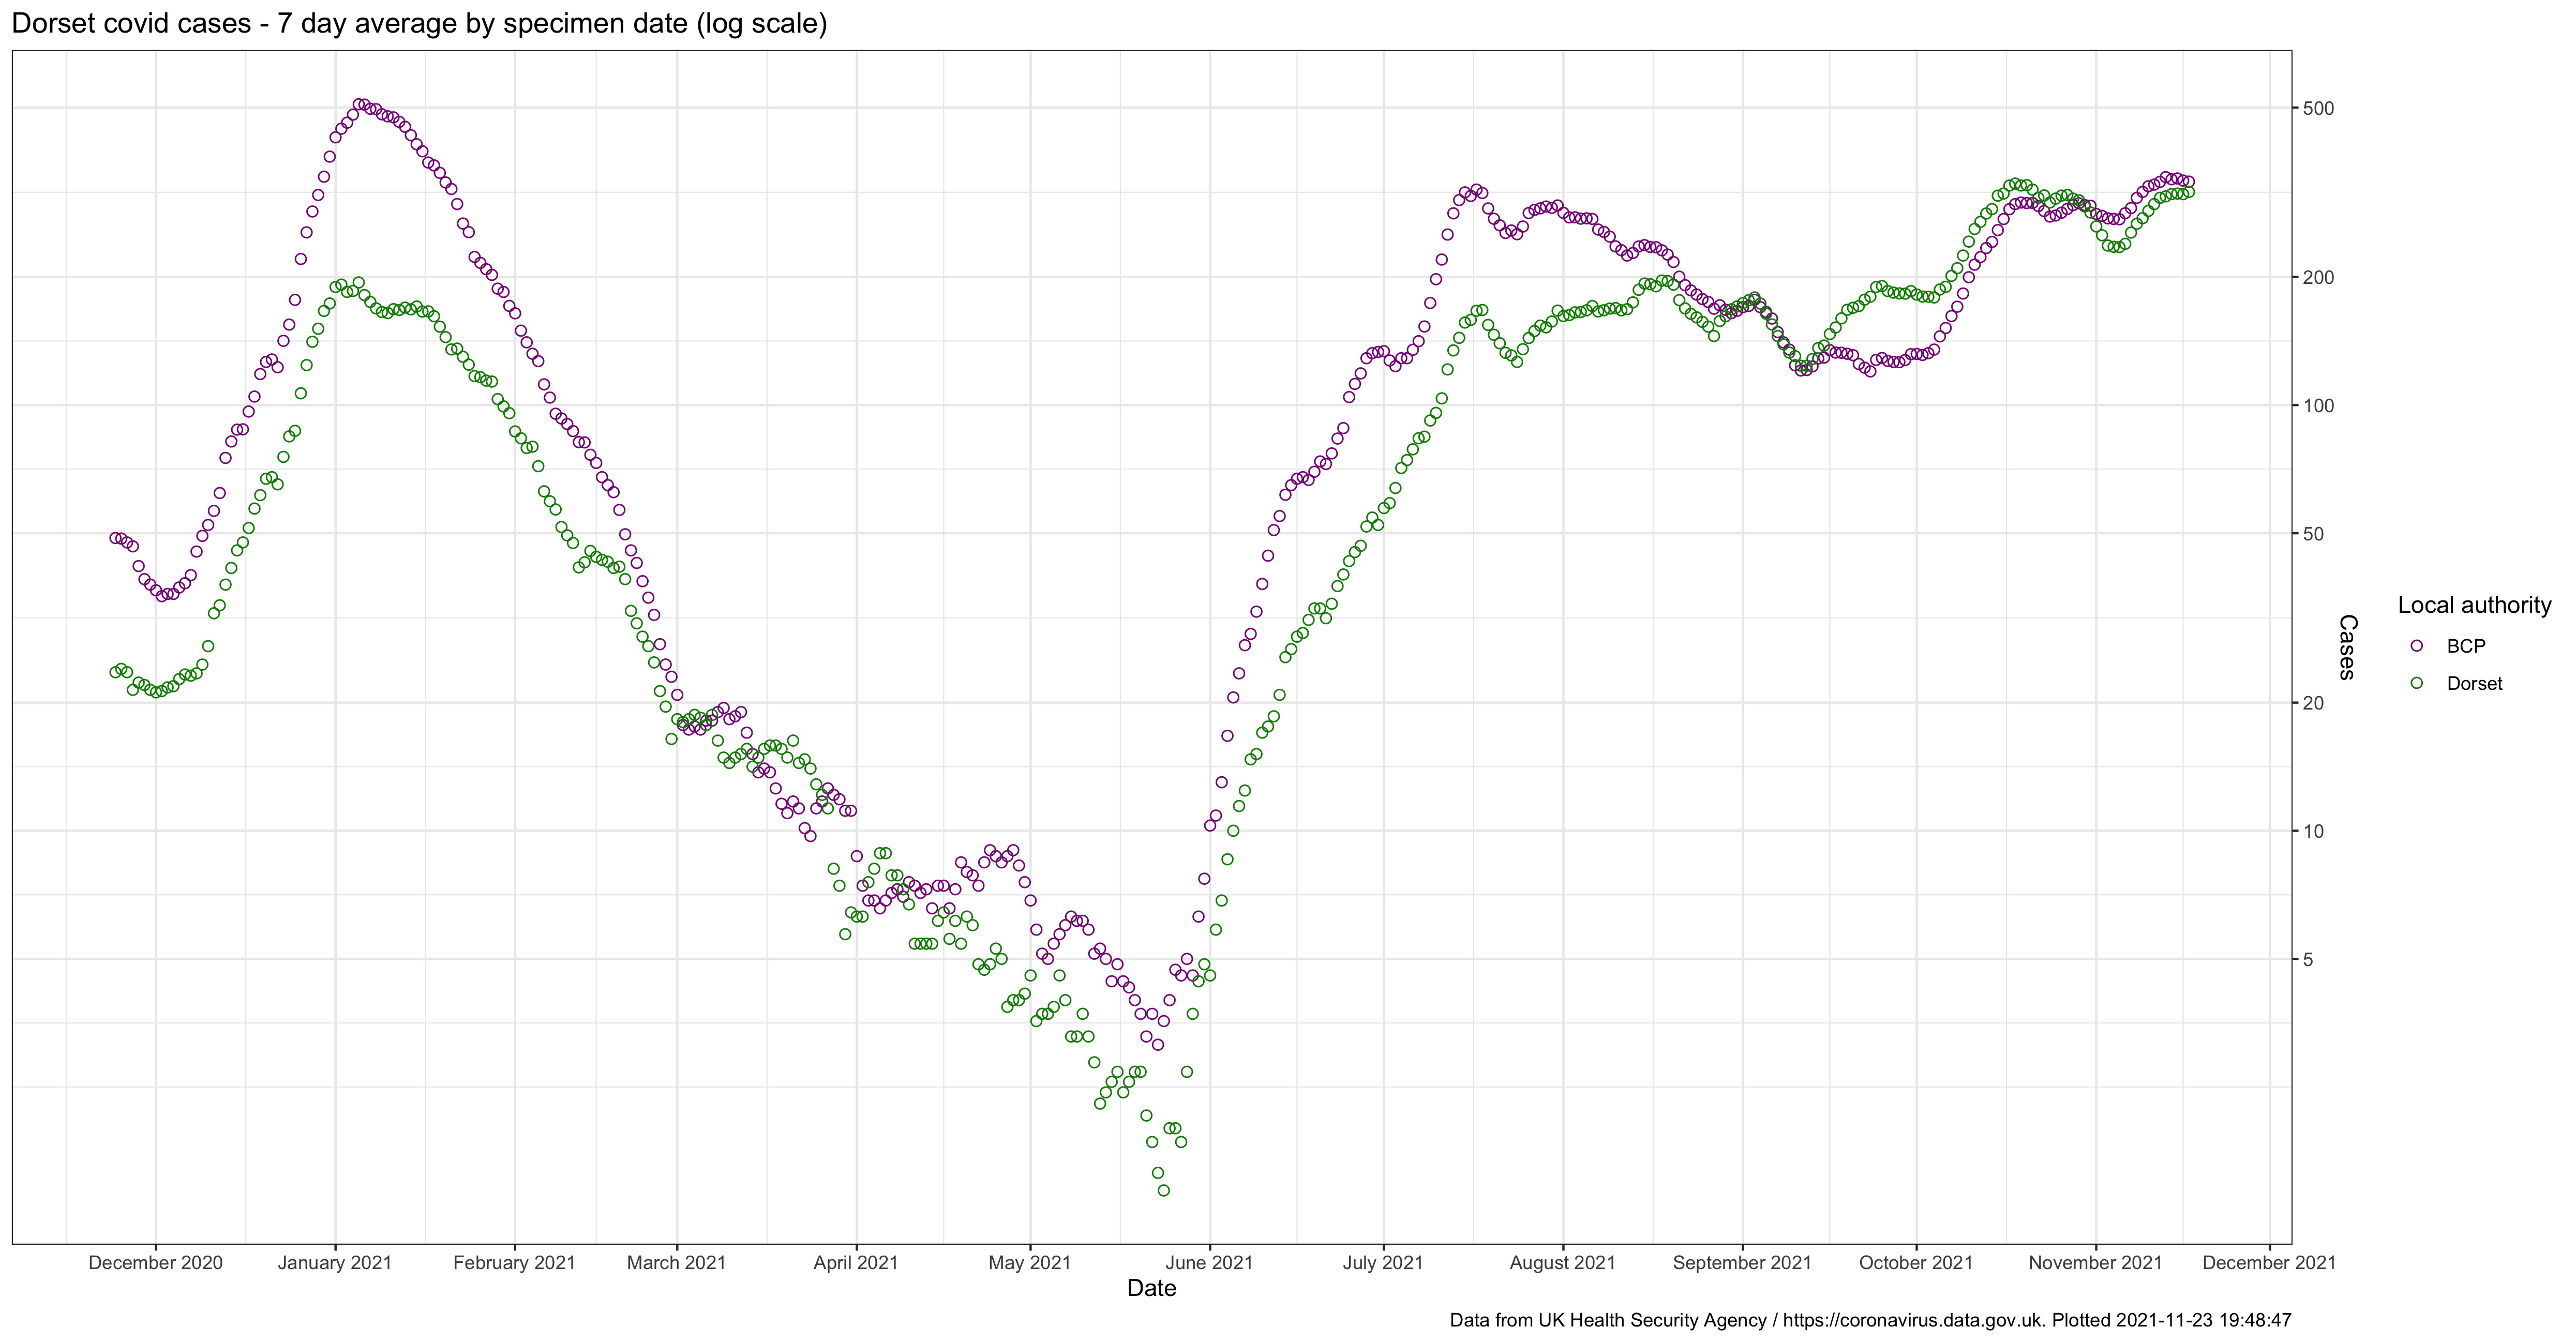 Dorset covid cases - 7 day average by specimen date (log scale)
500
200
100
50
20
10
5
Cases
Local authority
BCP
Dorset
December 2020
January 2021
February 2021
March 2021
April 2021
May 2021
June 2021
July 2021
August 2021
September 2021
October 2021
November 2021
December 2021
Date
Data from UK Health Security Agency / https://coronavirus.data.gov.uk. Plotted 2021-11-23 19:48:47